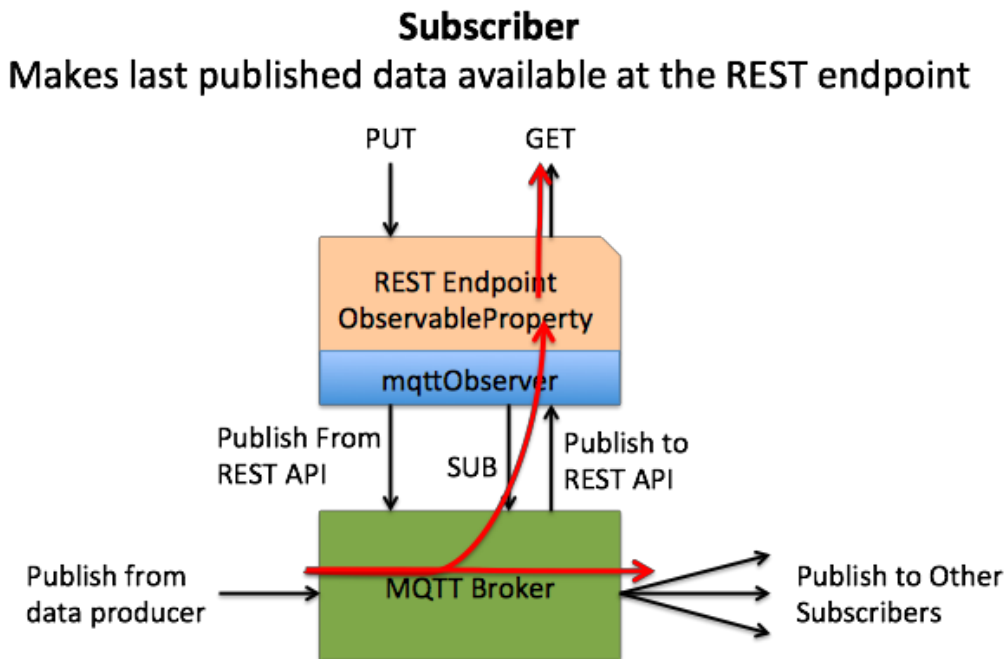 Subscriber
Makes last published data available at the REST endpoint
PUT
GET
REST Endpoint
ObservableProperty
mqttObserver
Publish From
REST API
SUB
Publish to
REST API
Publish from
data producer
MQTT Broker
Publish to Other
Subscribers